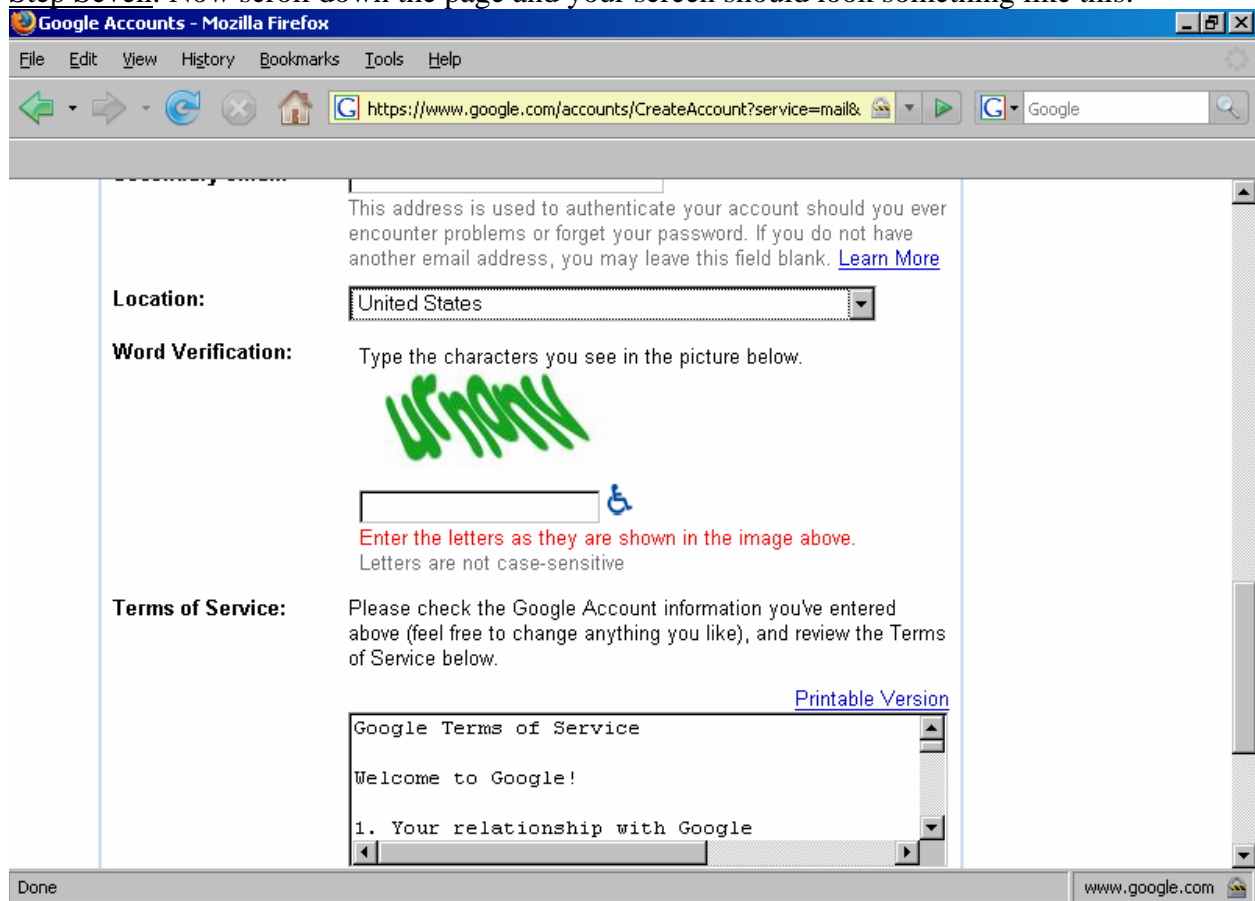 Step Seven: Now scroll down the page and your screen should look something like this:
Google Accounts - Mozilla Firefox
File Edit View History Bookmarks Tools Help
https://www.google.com/accounts/CreateAccount?service=mail& G Google
This address is used to authenticate your account should you ever
encounter problems or forget your password. If you do not have
another email address, you may leave this field blank. Learn More
Location: United States
Word Verification: Type the characters you see in the picture below.
Enter the letters as they are shown in the image above.
Letters are not case-sensitive
Terms of Service: Please check the Google Account information you've entered
above (feel free to change anything you like), and review the Terms
of Service below.
Printable Version
Google Terms of Service
Welcome to Google!
1. Your relationship with Google
Done www.google.com